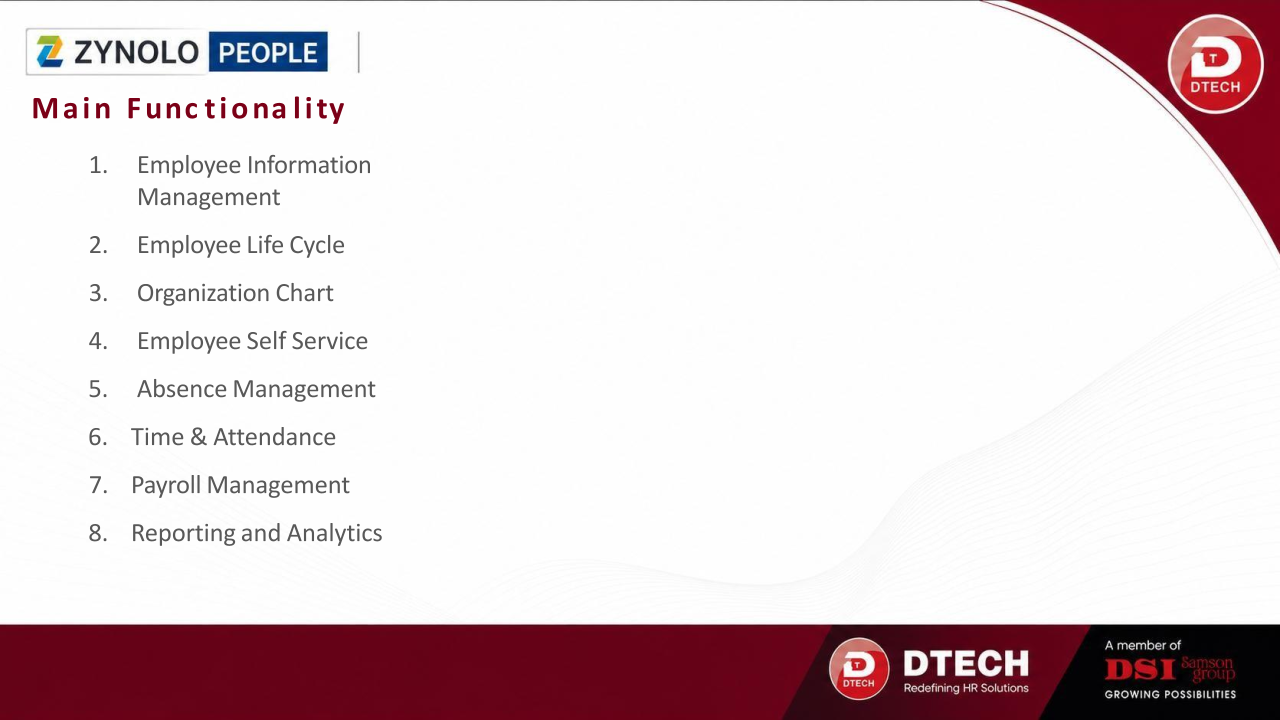 ZYNOLO PEOPLE
DTECH
Main Functionality
1. Employee Information
Management
2. Employee Life Cycle
3. Organization Chart
4. Employee Self Service
5. Absence Management
6. Time & Attendance
7. Payroll Management
8. Reporting and Analytics
DTECH
DTECH
Redefining HR Solutions
A member of
DSI Samson
group
GROWING POSSIBILITIES